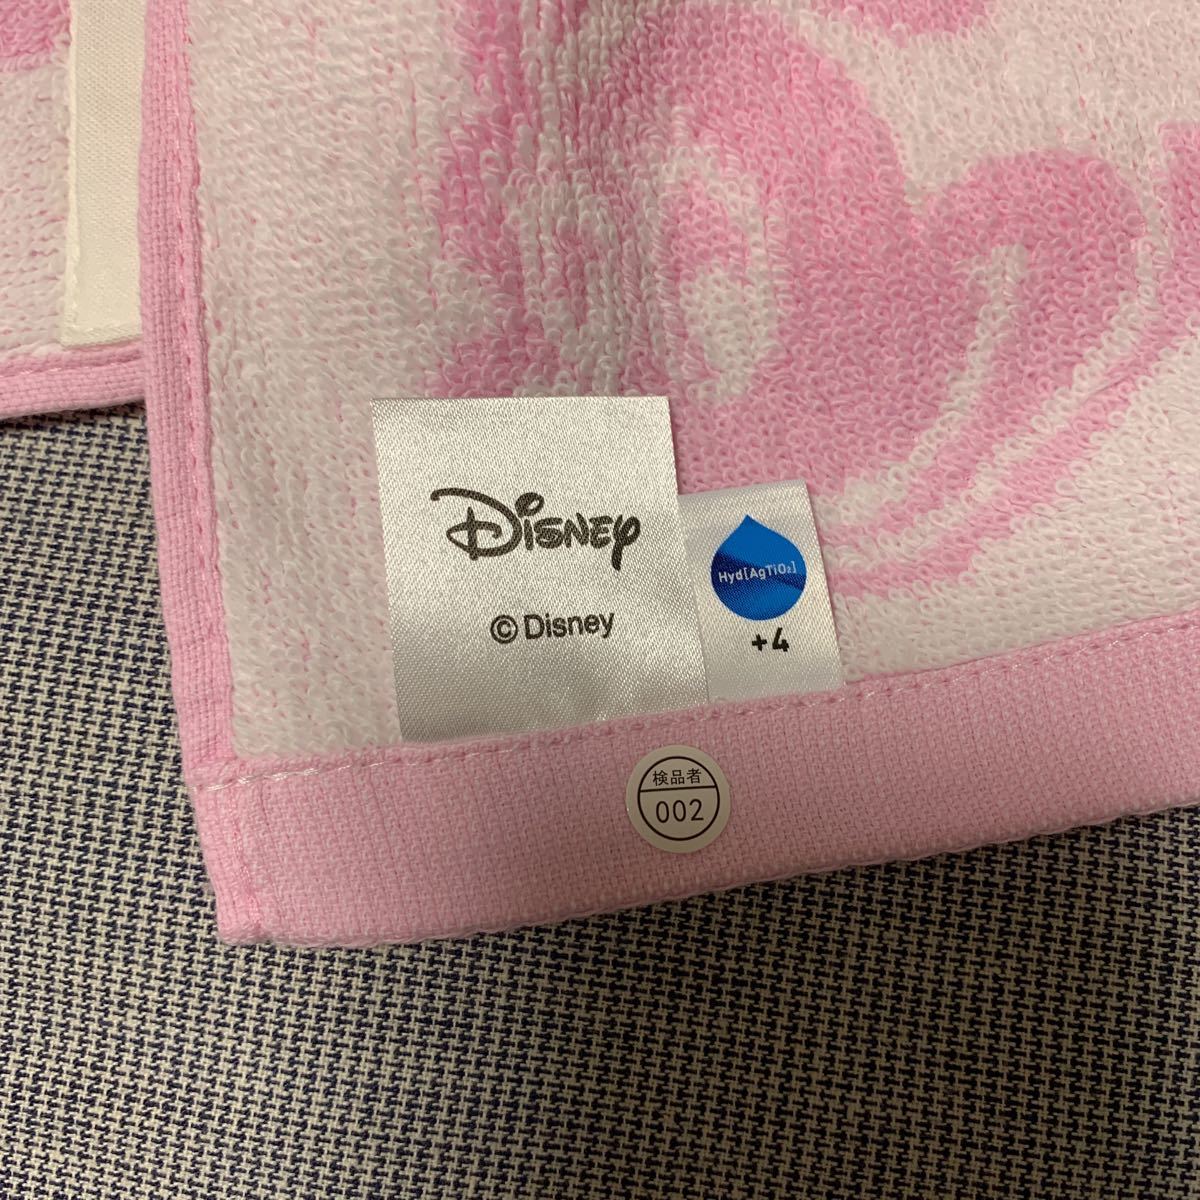 Disney
© Disney
Hyd[AgTiO₂]
+4
検品者
002